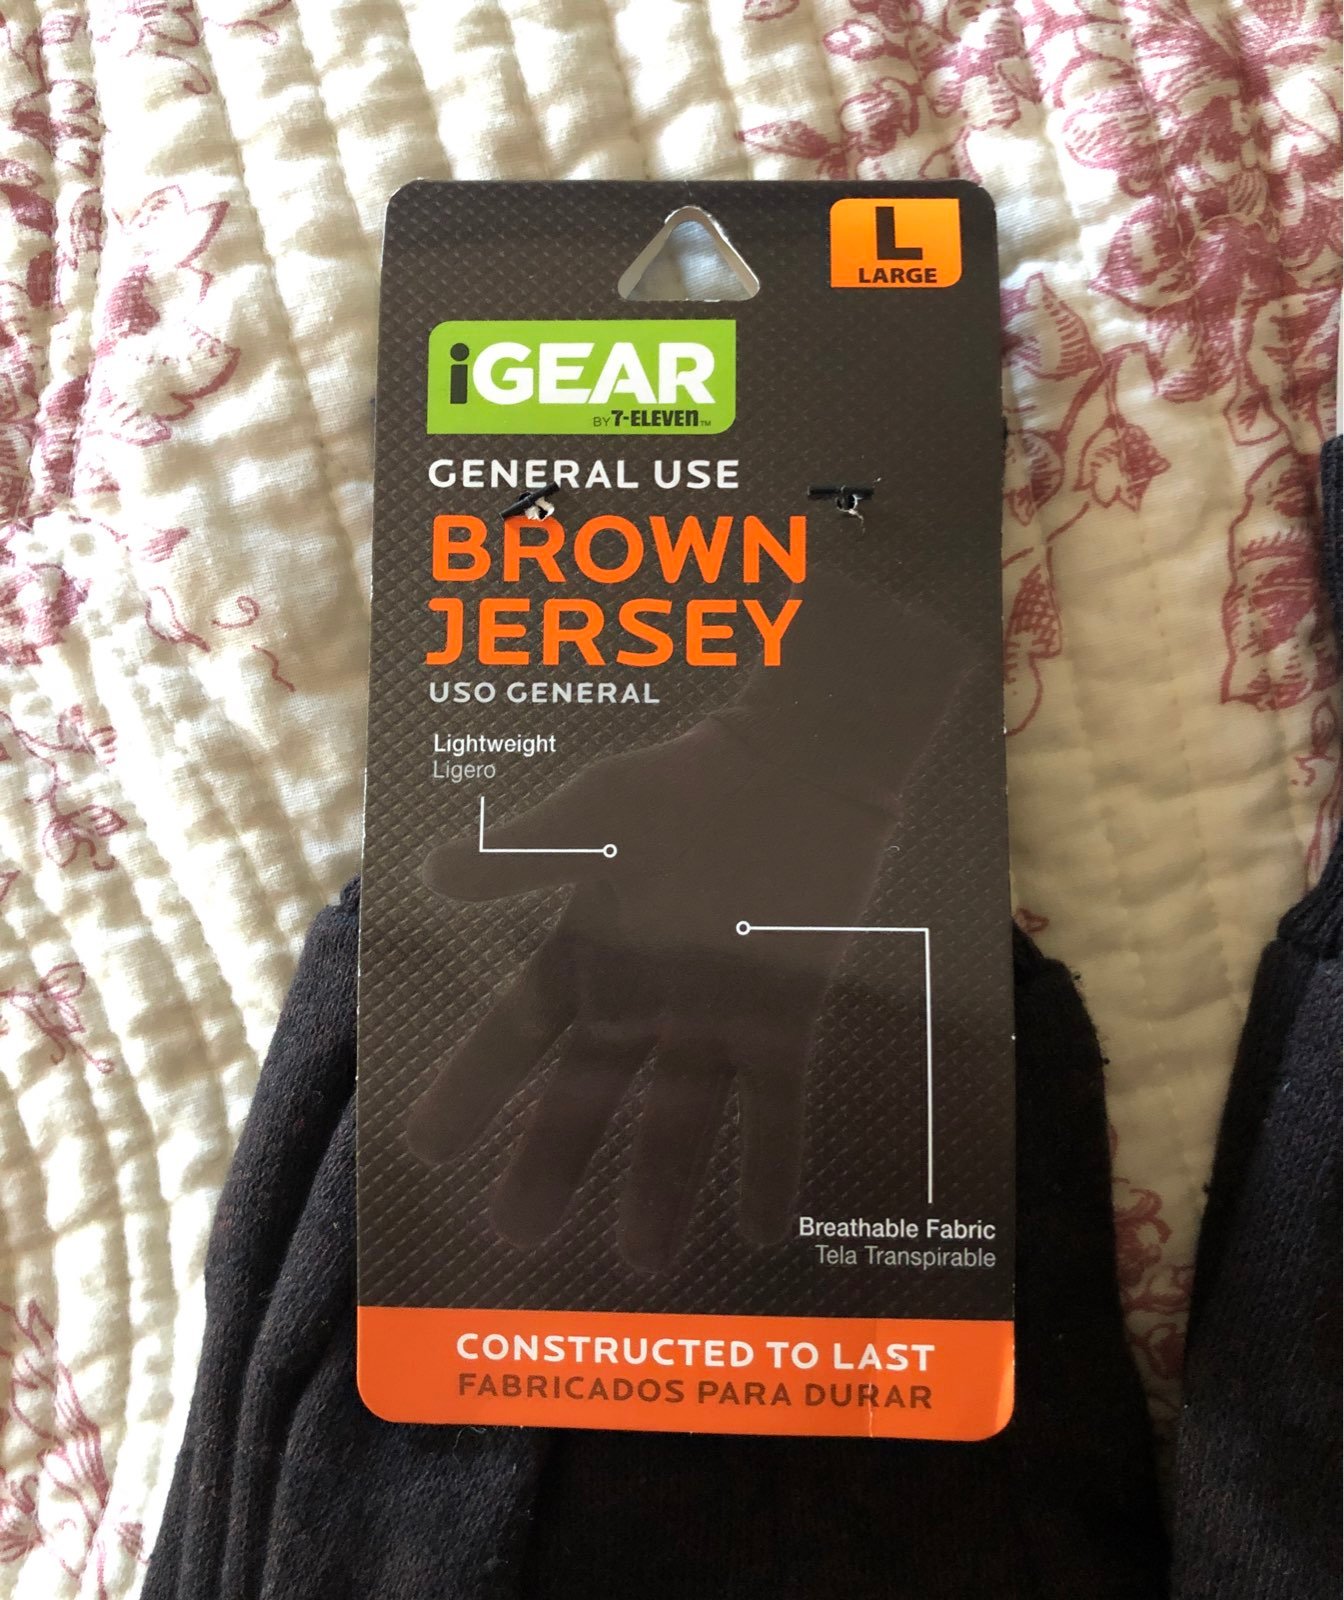 L
LARGE
iGEAR
BY 7-ELEVEn™
GENERAL USE
BROWN
JERSEY
USO GENERAL
Lightweight
Ligero
Breathable Fabric
Tela Transpirable
CONSTRUCTED TO LAST
FABRICADOS PARA DURAR